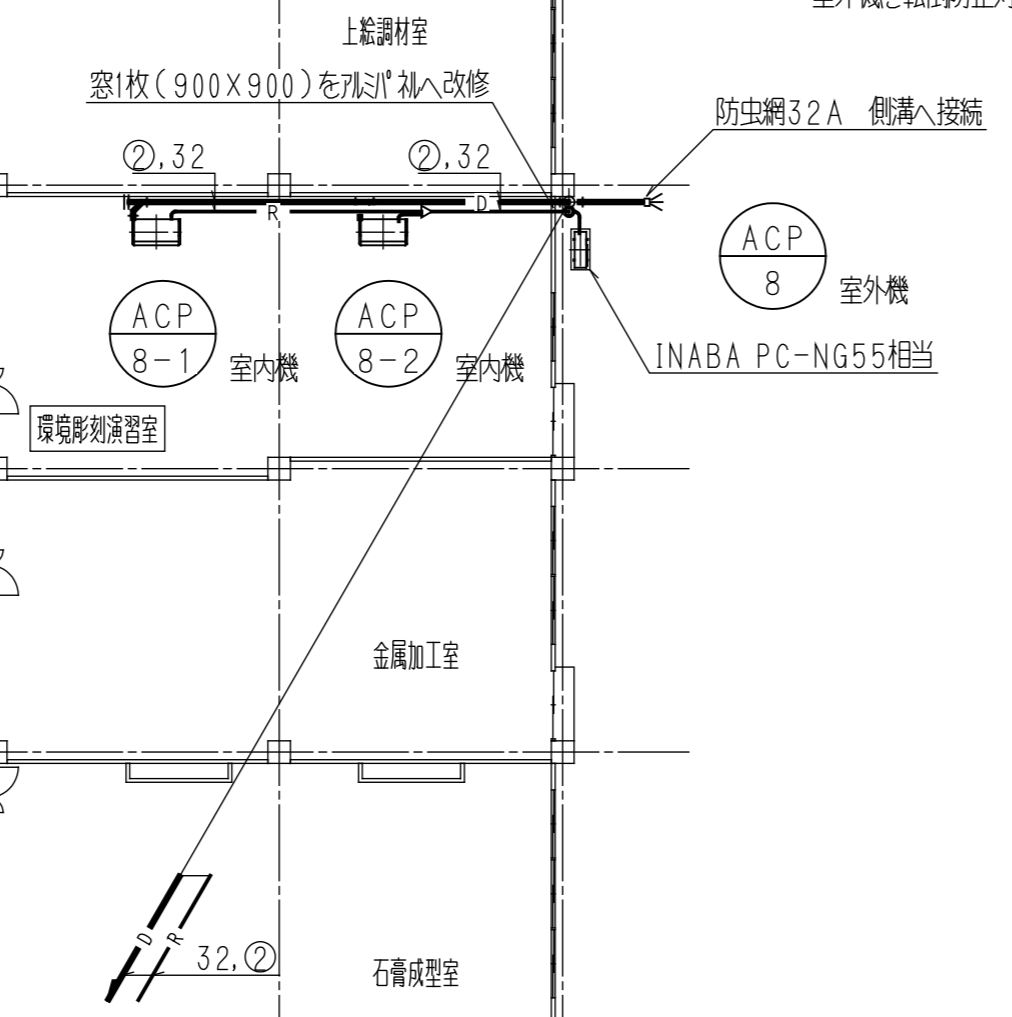 上絵調材室
窓1枚(900X900)をアルミパネルへ改修
防虫網32A 側溝へ接続
②,32
②,32
D
R
ACP
8
室外機
ACP
8-1
室内機
ACP
8-2
室内機
INABA PC-NG55相当
環境彫刻演習室
金属加工室
D
R
32,②
石膏成型室